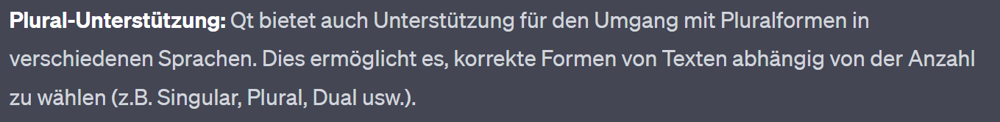 Plural-Unterstützung: Qt bietet auch Unterstützung für den Umgang mit Pluralformen in
verschiedenen Sprachen. Dies ermöglicht es, korrekte Formen von Texten abhängig von der Anzahl
zu wählen (z.B. Singular, Plural, Dual usw.).